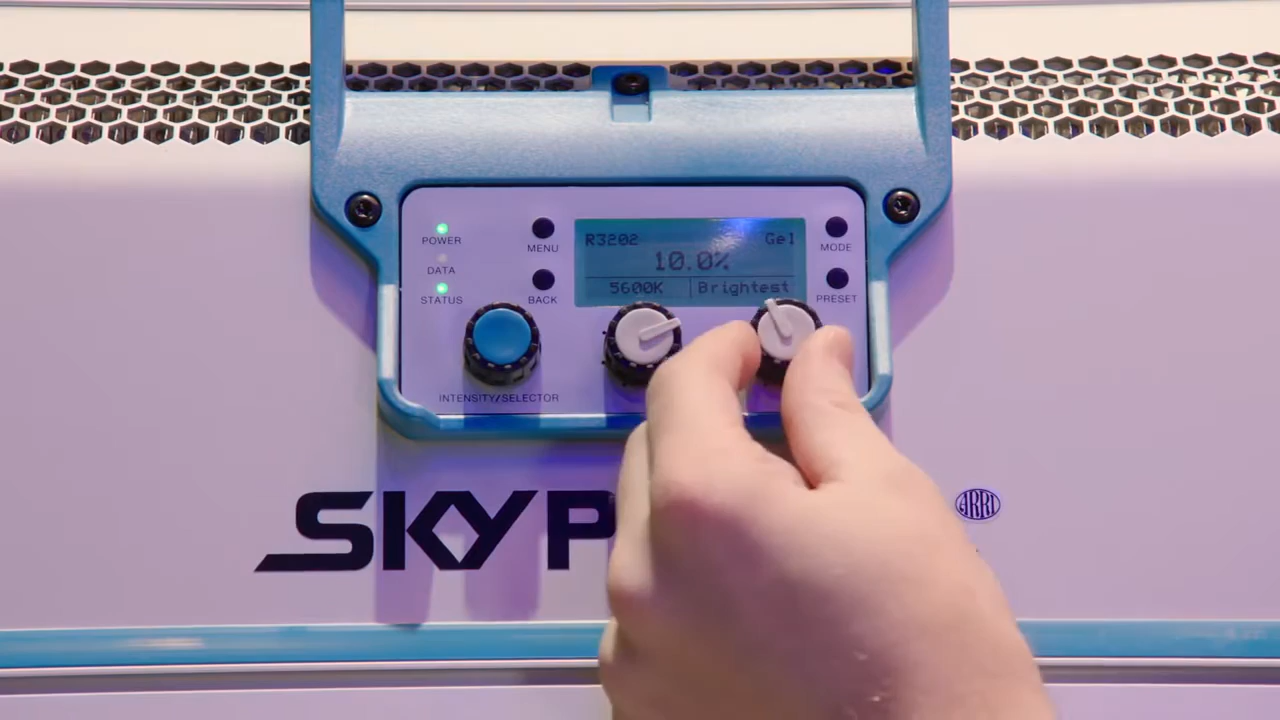 POWER
DATA
STATUS
MENU
BACK
R3202 Gel
10.0%
5600K Brightest
MODE
PRESET
INTENSITY/SELECTOR
SKYP
ARRI